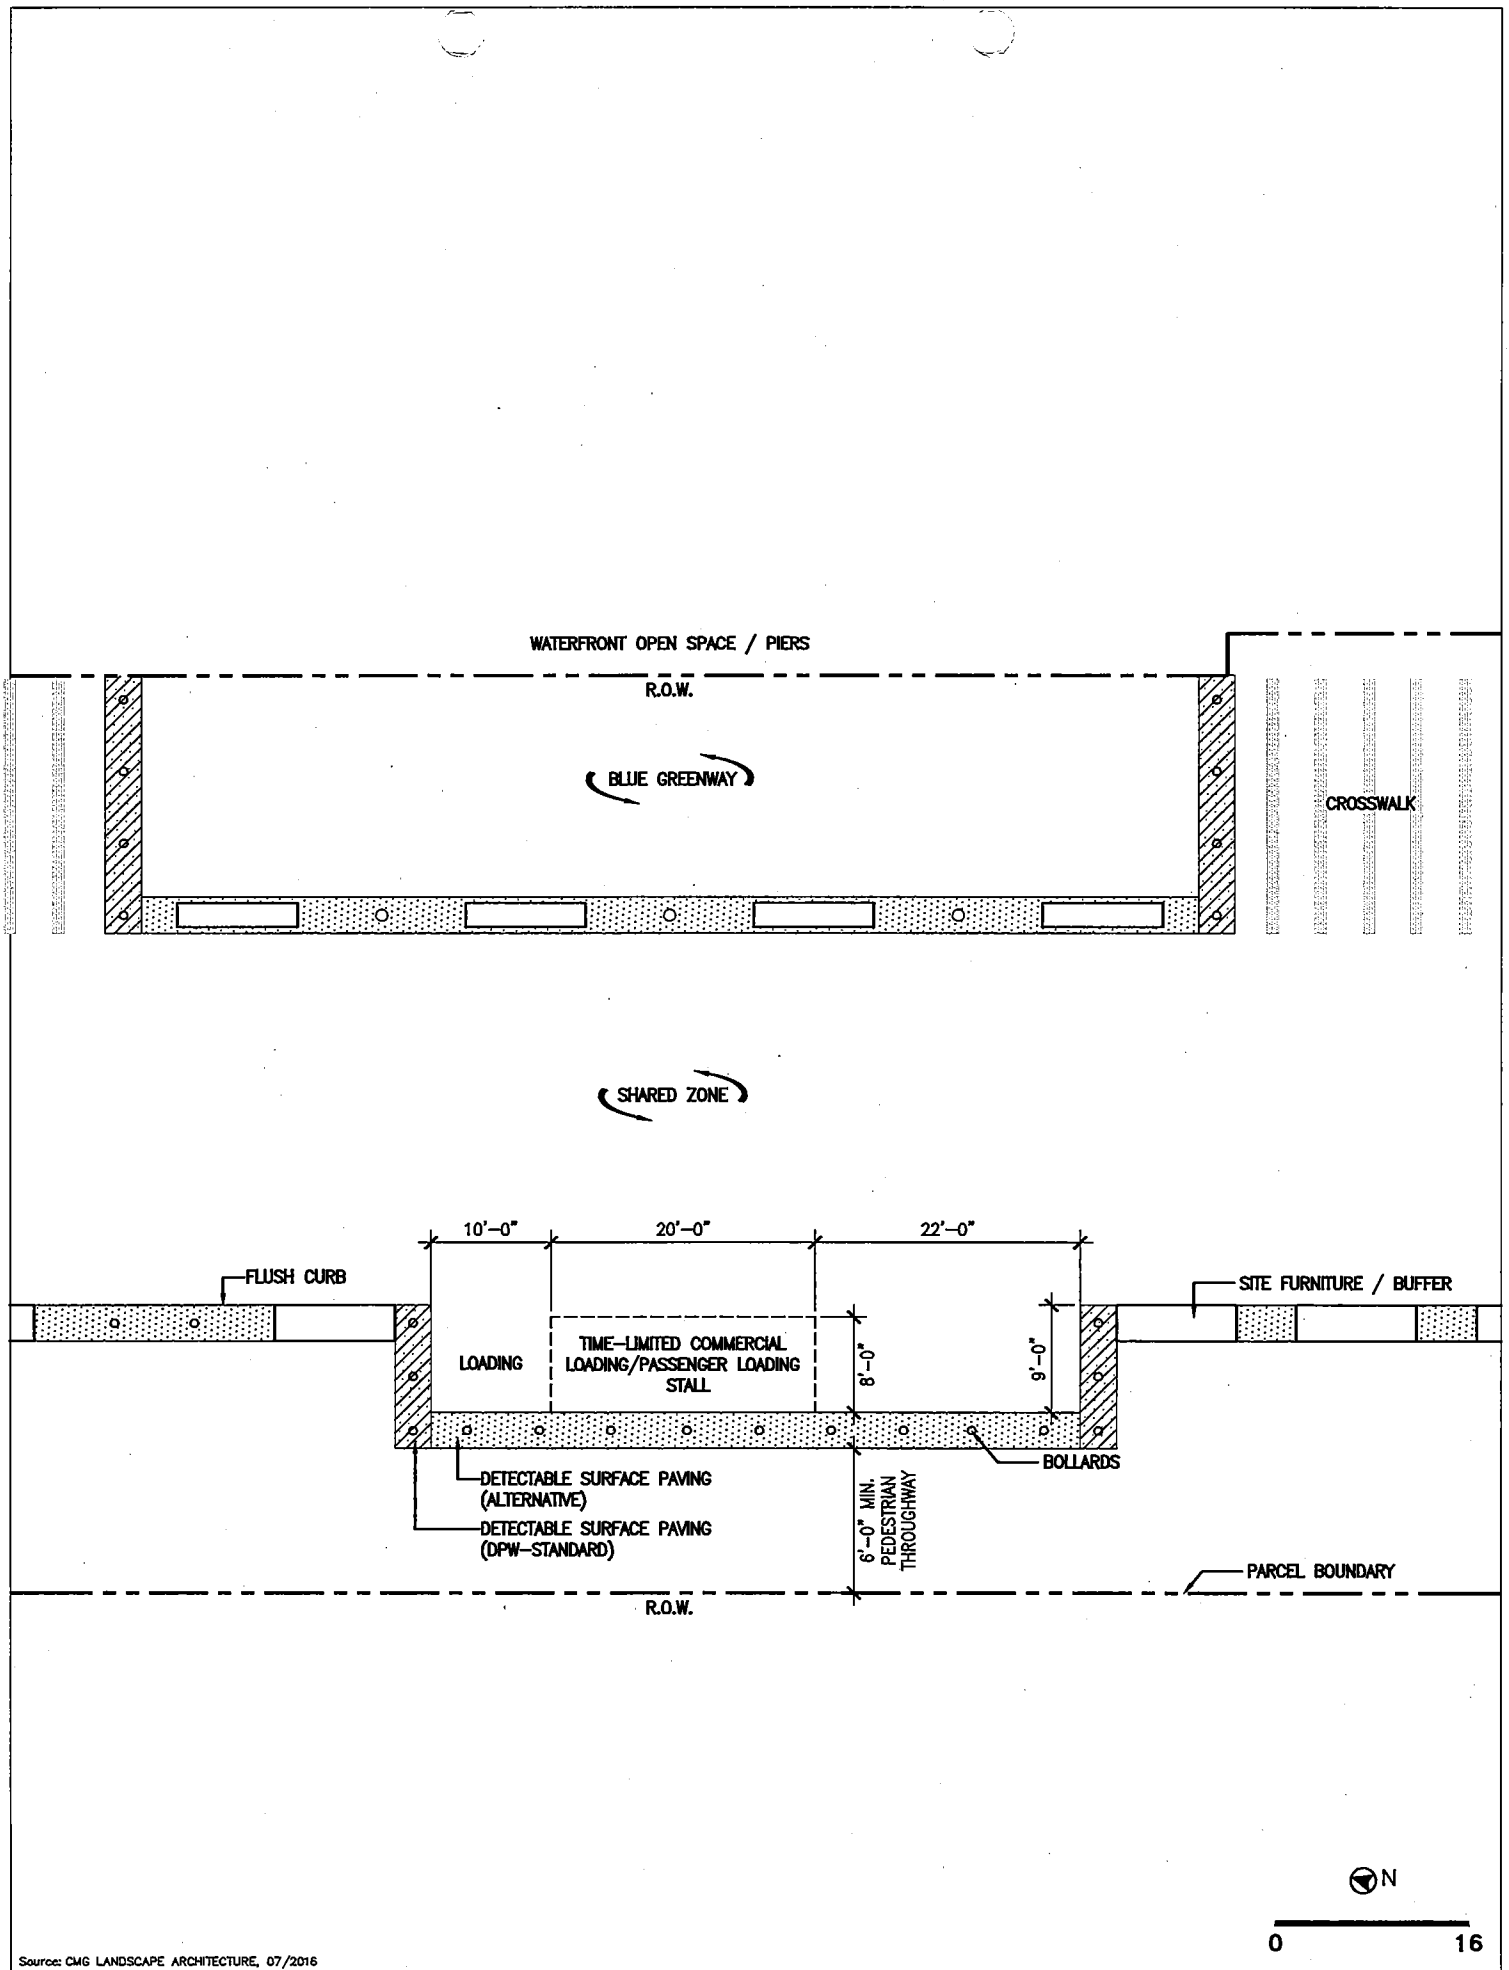 WATERFRONT OPEN SPACE / PIERS
R.O.W.
BLUE GREENWAY
CROSSWALK
SHARED ZONE
10'-0"
20'-0"
22'-0"
FLUSH CURB
SITE FURNITURE / BUFFER
LOADING
TIME-LIMITED COMMERCIAL
LOADING/PASSENGER LOADING
STALL
8'-0"
9'-0"
BOLLARDS
DETECTABLE SURFACE PAVING
(ALTERNATIVE)
DETECTABLE SURFACE PAVING
(DPW-STANDARD)
6'-0" MIN.
PEDESTRIAN
THROUGHWAY
PARCEL BOUNDARY
R.O.W.
N
0 16
Source: CMG LANDSCAPE ARCHITECTURE, 07/2016